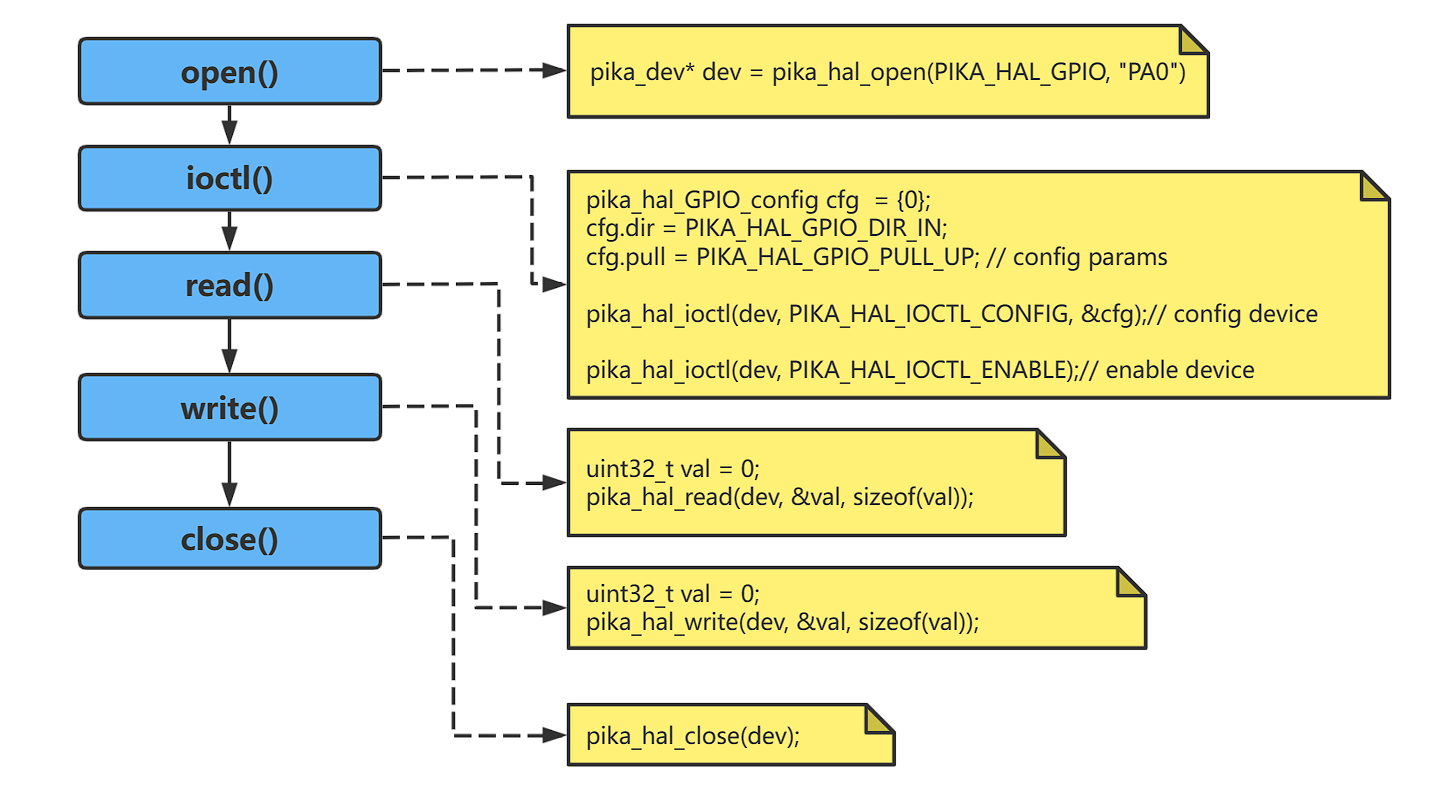 open()
pika_dev* dev = pika_hal_open(PIKA_HAL_GPIO, "PA0")
ioctl()
pika_hal_GPIO_config cfg  = {0};
cfg.dir = PIKA_HAL_GPIO_DIR_IN;
cfg.pull = PIKA_HAL_GPIO_PULL_UP; // config params
pika_hal_ioctl(dev, PIKA_HAL_IOCTL_CONFIG, &cfg);// config device
pika_hal_ioctl(dev, PIKA_HAL_IOCTL_ENABLE);// enable device
read()
uint32_t val = 0;
pika_hal_read(dev, &val, sizeof(val));
write()
uint32_t val = 0;
pika_hal_write(dev, &val, sizeof(val));
close()
pika_hal_close(dev);